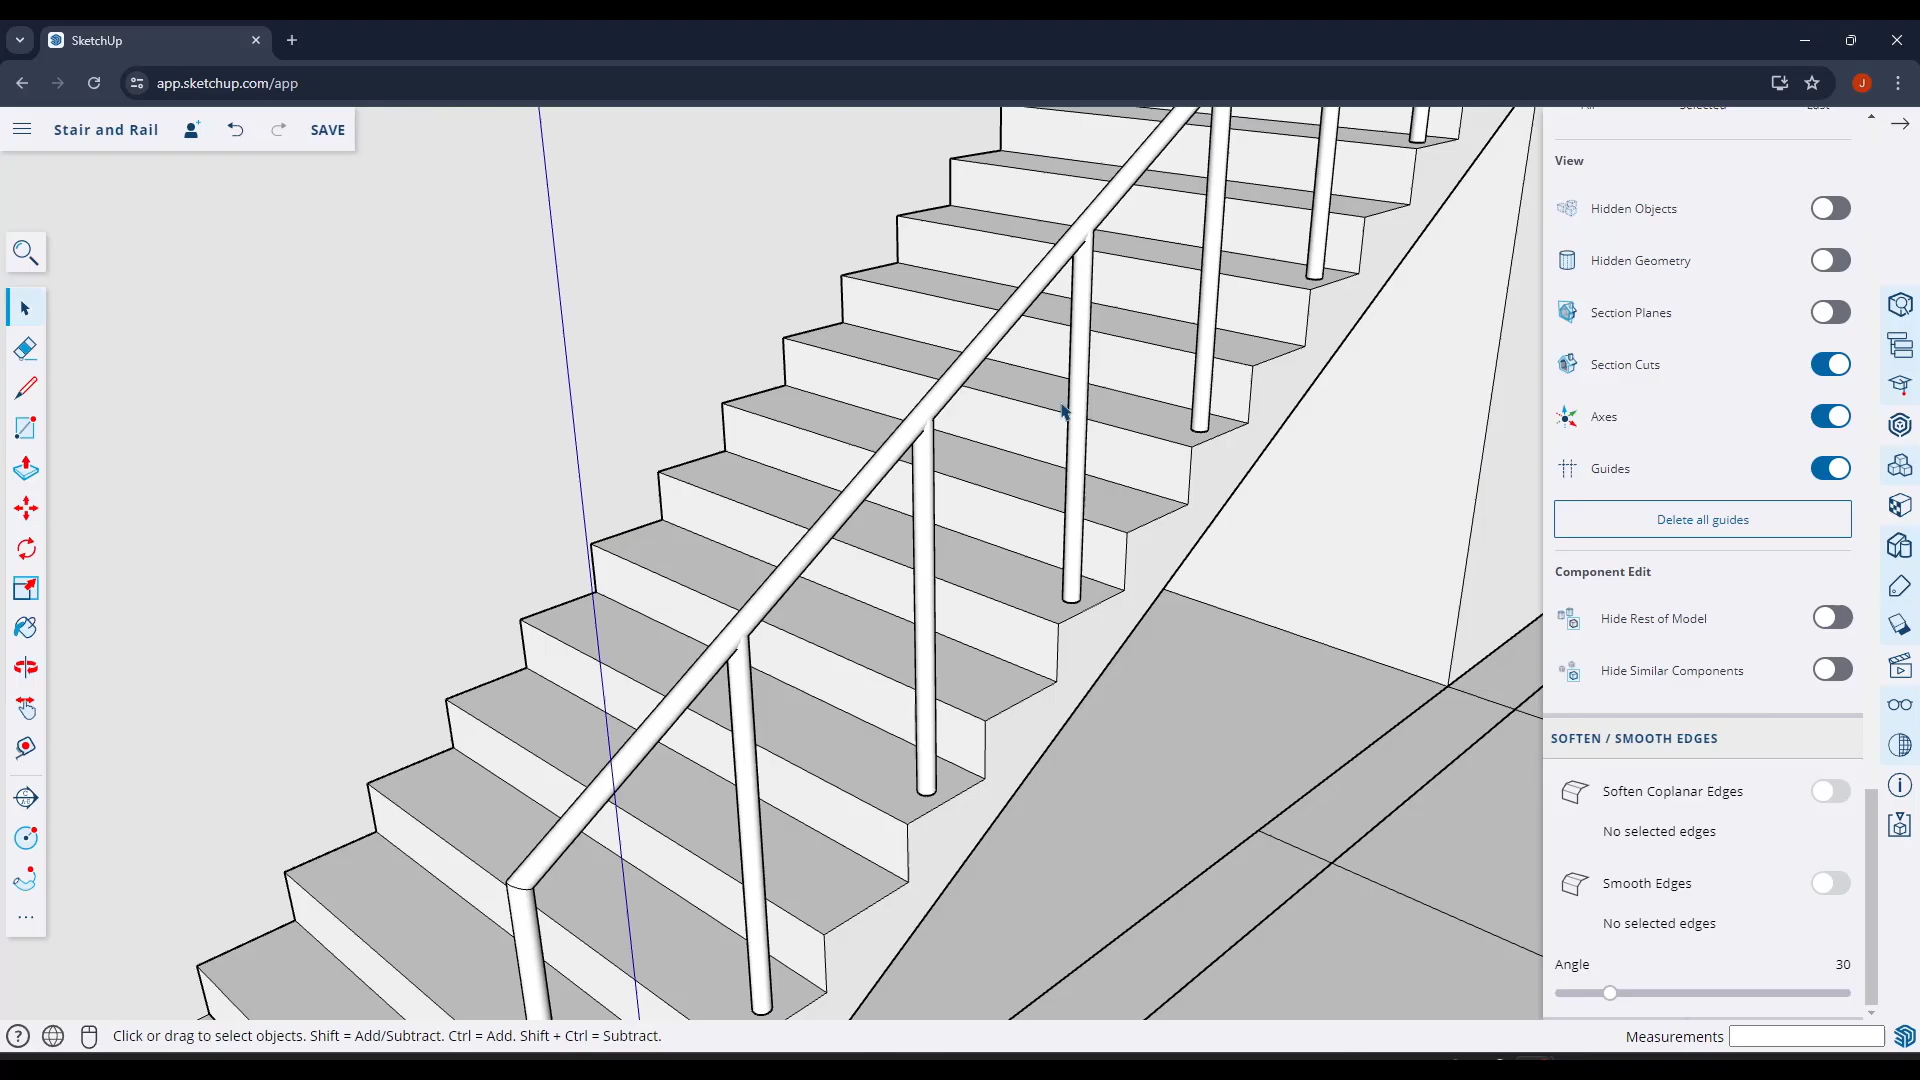 SketchUp
app.sketchup.com/app
J
Stair and Rail
SAVE
View
Hidden Objects
Hidden Geometry
Section Planes
Section Cuts
Axes
Guides
Delete all guides
Component Edit
Hide Rest of Model
Hide Similar Components
SOFTEN / SMOOTH EDGES
Soften Coplanar Edges
No selected edges
Smooth Edges
No selected edges
Angle 30
Click or drag to select objects. Shift = Add/Subtract. Ctrl = Add. Shift + Ctrl = Subtract.
Measurements